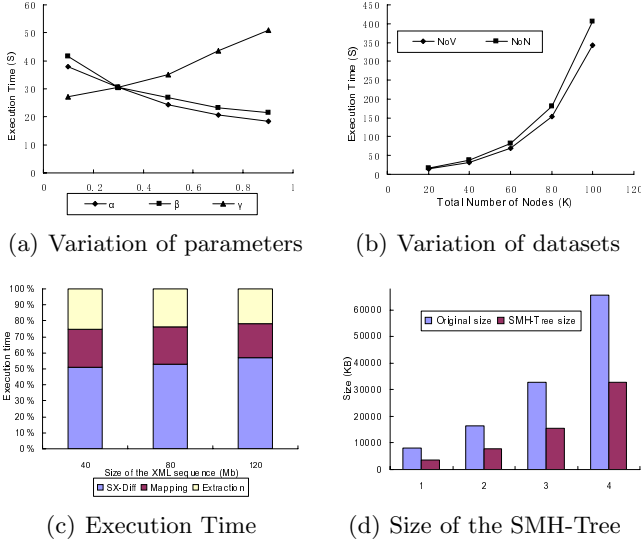 60
50
40
30
20
10
0
Execution Time (S)
0 0.2 0.4 0.6 0.8 1
α β γ
(a) Variation of parameters
450
400
350
300
250
200
150
100
50
0
Execution Time (S)
NoV NoN
0 20 40 60 80 100 120
Total Number of Nodes (K)
(b) Variation of datasets
100 %
90 %
80 %
70 %
60 %
50 %
40 %
30 %
20 %
10 %
0 %
Execution time
40 80 120
Size of the XML sequence (Mb)
SX-Diff Mapping Extraction
(c) Execution Time
60000
50000
40000
30000
20000
10000
0
Size (KB)
Original size SMH-Tree size
1 2 3 4
(d) Size of the SMH-Tree